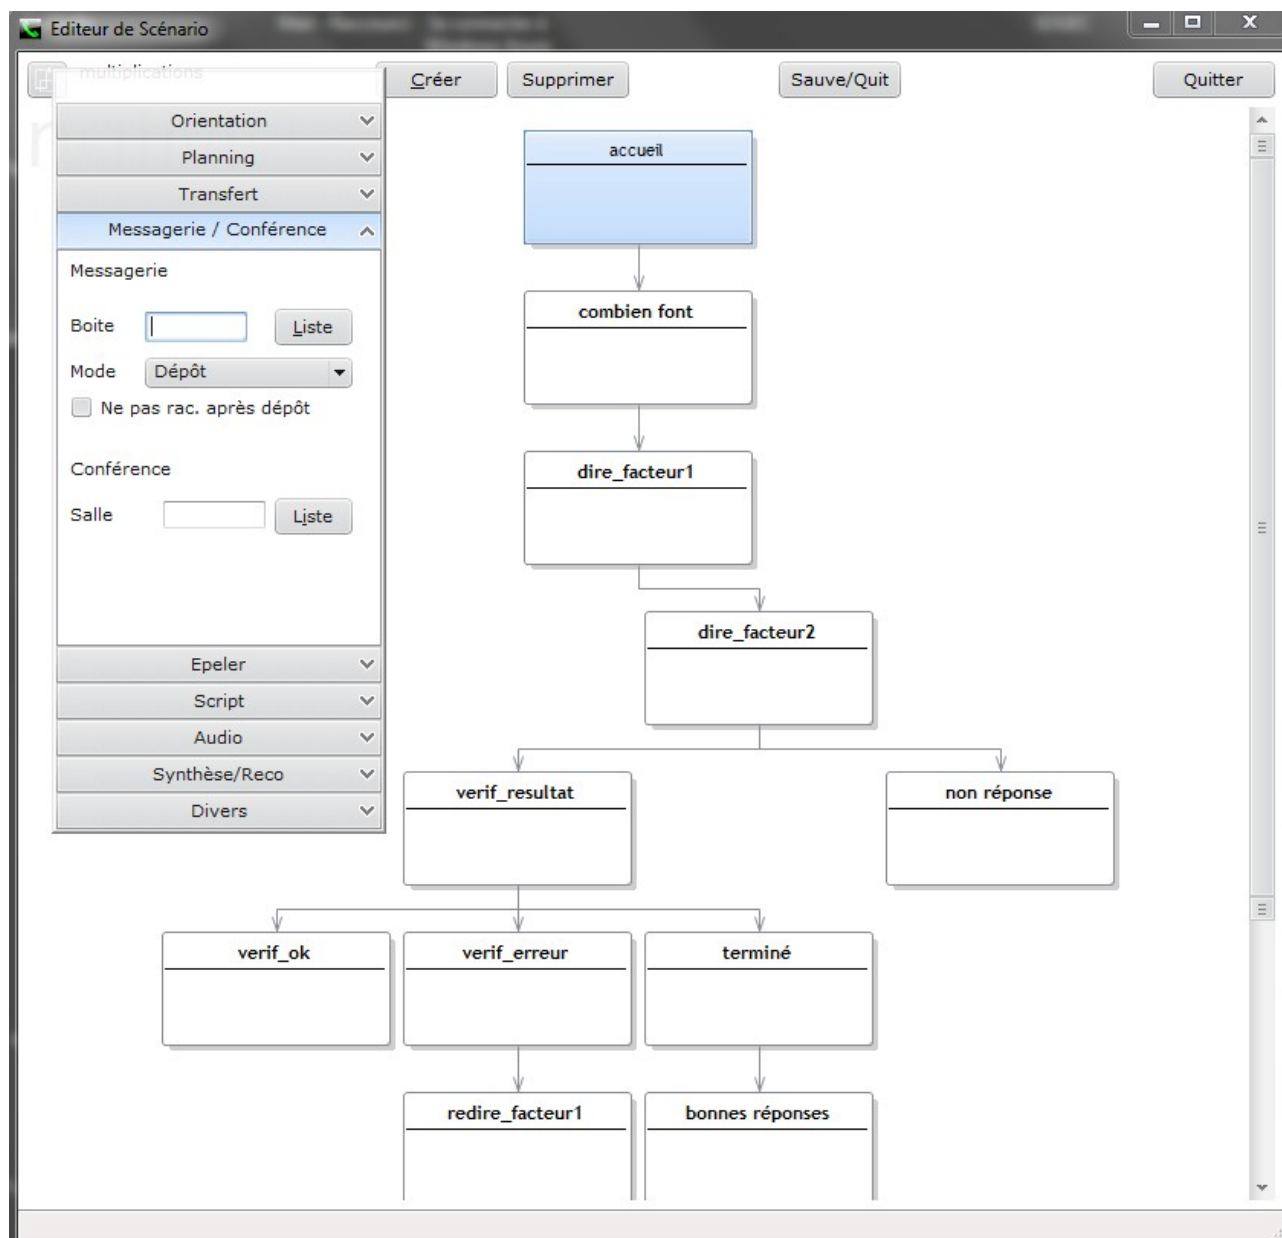 Editeur de Scénario
multiplications
Créer
Supprimer
Sauve/Quit
Quitter
Orientation
Planning
Transfert
Messagerie / Conférence
Messagerie
Boite
Liste
Mode
Dépôt
Ne pas rac. après dépôt
Conférence
Salle
Liste
Epeler
Script
Audio
Synthèse/Reco
Divers
accueil
combien font
dire_facteur1
dire_facteur2
verif_resultat
non réponse
verif_ok
verif_erreur
terminé
redire_facteur1
bonnes réponses